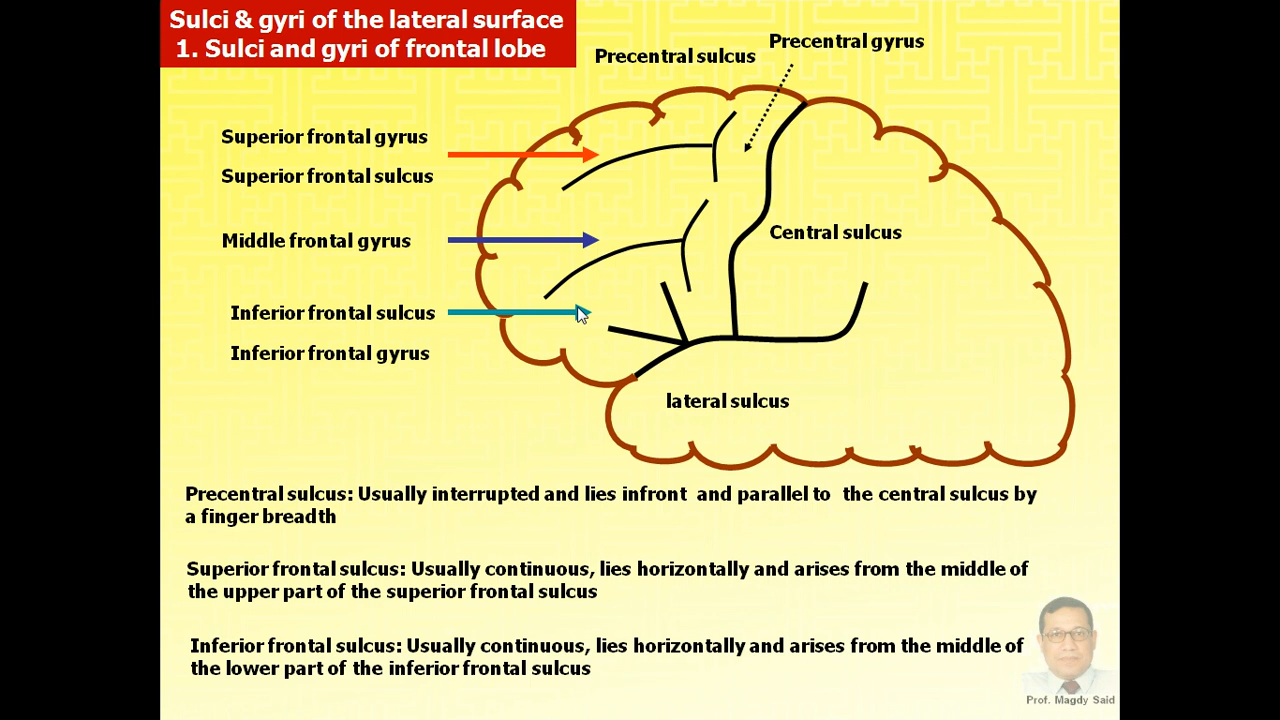 Sulci & gyri of the lateral surface
1. Sulci and gyri of frontal lobe
Precentral sulcus
Precentral gyrus
Superior frontal gyrus
Superior frontal sulcus
Middle frontal gyrus
Central sulcus
Inferior frontal sulcus
Inferior frontal gyrus
lateral sulcus
Precentral sulcus: Usually interrupted and lies infront and parallel to the central sulcus by
a finger breadth
Superior frontal sulcus: Usually continuous, lies horizontally and arises from the middle of
the upper part of the superior frontal sulcus
Inferior frontal sulcus: Usually continuous, lies horizontally and arises from the middle of
the lower part of the inferior frontal sulcus
Prof. Magdy Said